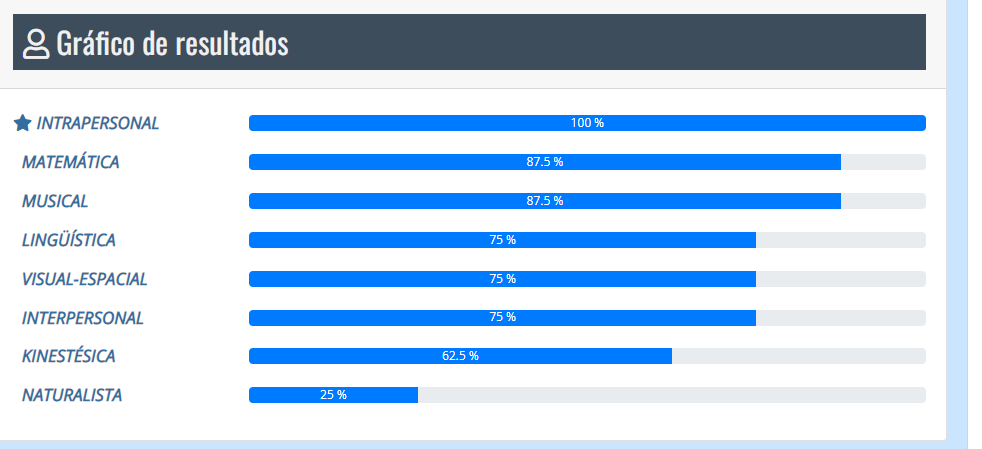 Gráfico de resultados
INTRAPERSONAL 100 %
MATEMÁTICA 87.5 %
MUSICAL 87.5 %
LINGÜÍSTICA 75 %
VISUAL-ESPACIAL 75 %
INTERPERSONAL 75 %
KINESTÉSICA 62.5 %
NATURALISTA 25 %